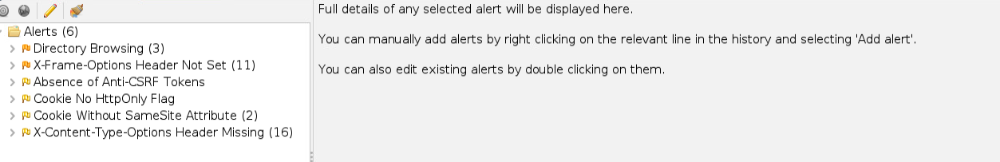 Alerts (6)
Directory Browsing (3)
X-Frame-Options Header Not Set (11)
Absence of Anti-CSRF Tokens
Cookie No HttpOnly Flag
Cookie Without SameSite Attribute (2)
X-Content-Type-Options Header Missing (16)
Full details of any selected alert will be displayed here.
You can manually add alerts by right clicking on the relevant line in the history and selecting 'Add alert'.
You can also edit existing alerts by double clicking on them.